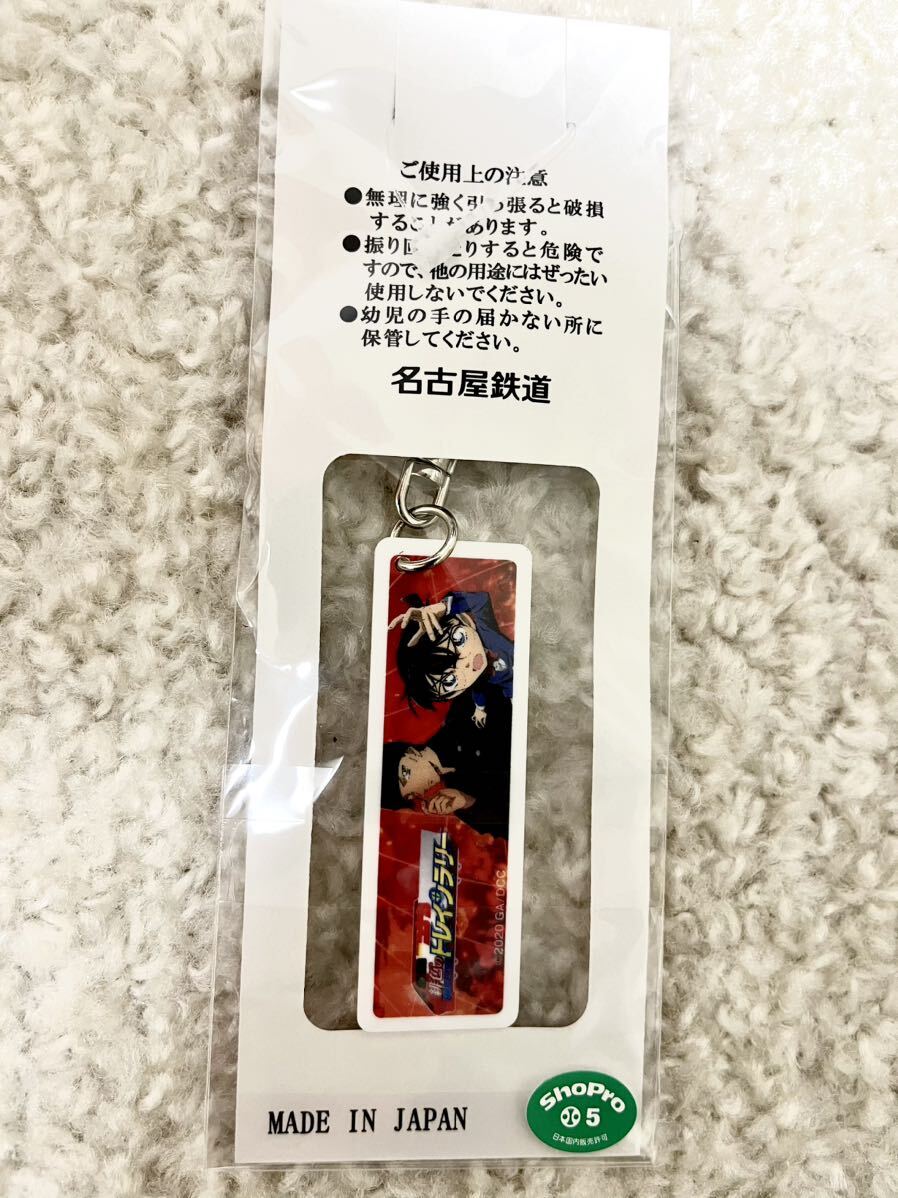 ご使用上の注意
●無理に強く引っ張ると破損
することがあります。
●振り回したりすると危険で
すので、他の用途にはぜったい
使用しないでください。
●幼児の手の届かない所に
保管してください。
名古屋鉄道
緋色の
トレインラリー
©2020 GA/DCC
MADE IN JAPAN
ShoPro
小5
日本国内販売許可